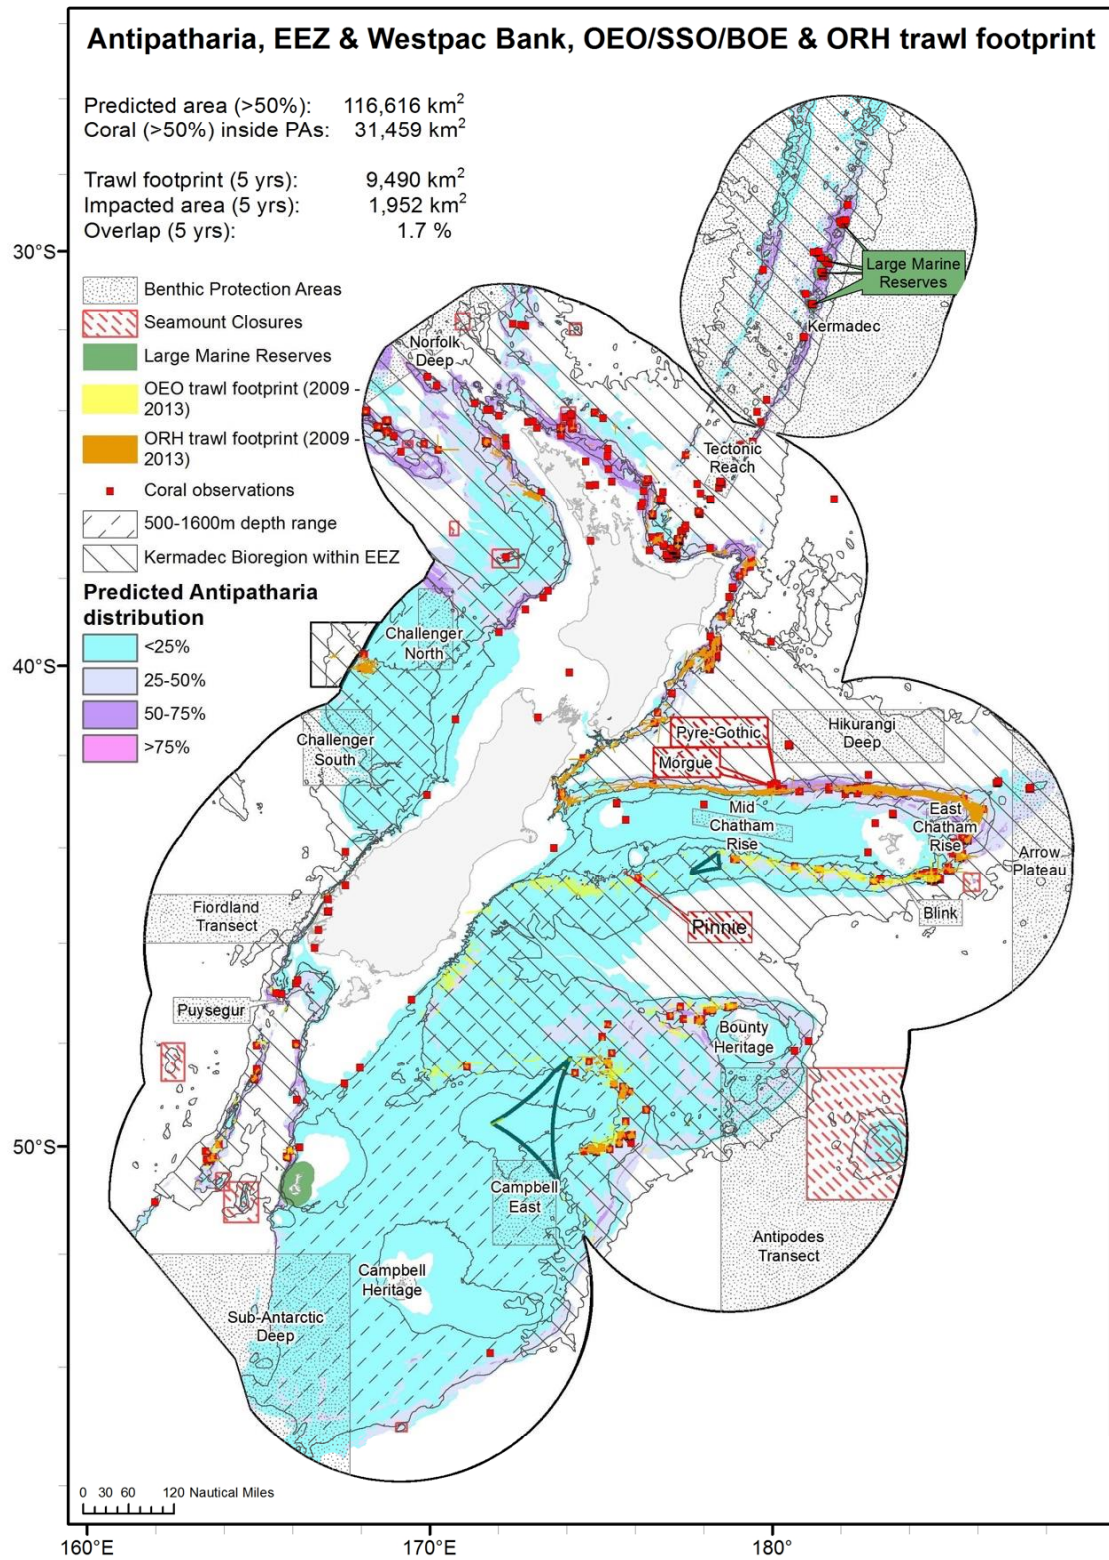 Antipatharia, EEZ & Westpac Bank, OEO/SSO/BOE & ORH trawl footprint
Predicted area (>50%): 116,616 km²
Coral (>50%) inside PAs: 31,459 km²
Trawl footprint (5 yrs): 9,490 km²
Impacted area (5 yrs): 1,952 km²
Overlap (5 yrs): 1.7 %
Benthic Protection Areas
Seamount Closures
Large Marine Reserves
OEO trawl footprint (2009 -
2013)
ORH trawl footprint (2009 -
2013)
Coral observations
500-1600m depth range
Kermadec Bioregion within EEZ
Predicted Antipatharia
distribution
<25%
25-50%
50-75%
>75%
30°S
40°S
50°S
Large Marine
Reserves
Kermadec
Norfolk
Deep
Tectonic
Reach
Challenger
North
Challenger
South
Pyre-Gothic
Morgue
Hikurangi
Deep
Mid
Chatham
Rise
East
Chatham
Rise
Arrow
Plateau
Blink
Pinnie
Fiordland
Transect
Puysegur
Bounty
Heritage
Campbell
East
Antipodes
Transect
Campbell
Heritage
Sub-Antarctic
Deep
0 30 60 120 Nautical Miles
160°E
170°E
180°